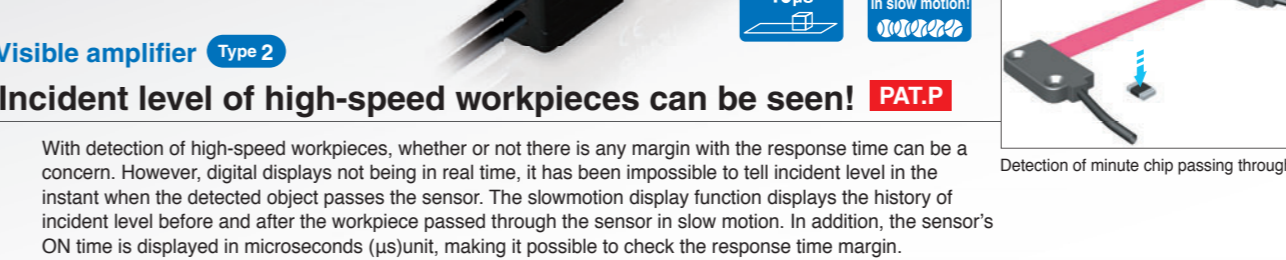 in slow motion!
Visible amplifier Type 2
Incident level of high-speed workpieces can be seen! PAT.P
With detection of high-speed workpieces, whether or not there is any margin with the response time can be a
concern. However, digital displays not being in real time, it has been impossible to tell incident level in the
instant when the detected object passes the sensor. The slowmotion display function displays the history of
incident level before and after the workpiece passed through the sensor in slow motion. In addition, the sensor's
ON time is displayed in microseconds (µs)unit, making it possible to check the response time margin.
Detection of minute chip passing through